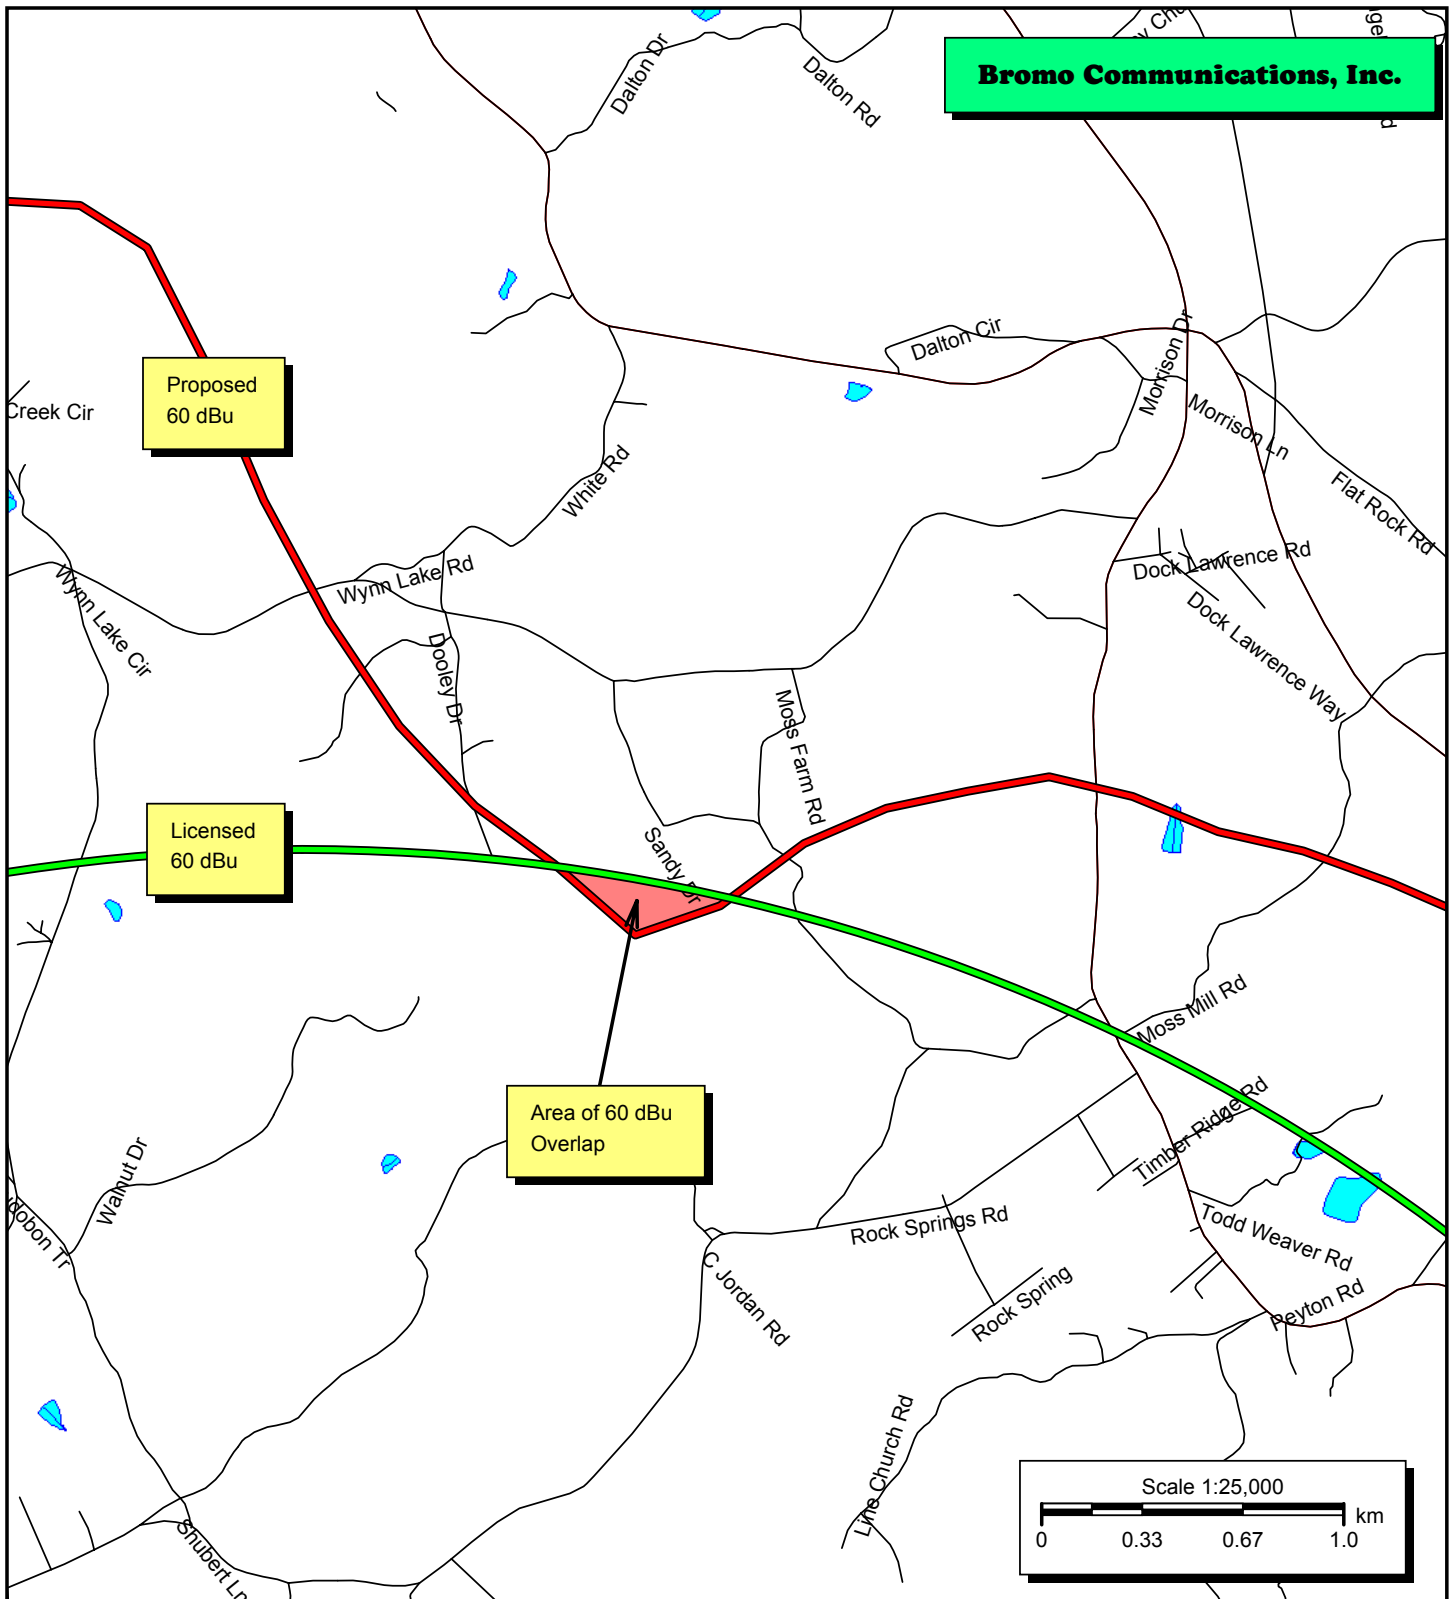 Dalton Dr
Dalton Rd
Bromo Communications, Inc.
Proposed
60 dBu
Creek Cir
Dalton Cir
Morrison Dr
Morrison Ln
White Rd
Flat Rock Rd
Wynn Lake Rd
Wynn Lake Cir
Dock Lawrence Rd
Dock Lawrence Way
Dooley Dr
Moss Farm Rd
Licensed
60 dBu
Sandy Dr
Moss Mill Rd
Area of 60 dBu
Overlap
Timber Ridge Rd
Walnut Dr
Tr
Rock Springs Rd
Todd Weaver Rd
C Jordan Rd
Rock Spring
Peyton Rd
Line Church Rd
Shubert Ln
Scale 1:25,000
km
0 0.33 0.67 1.0